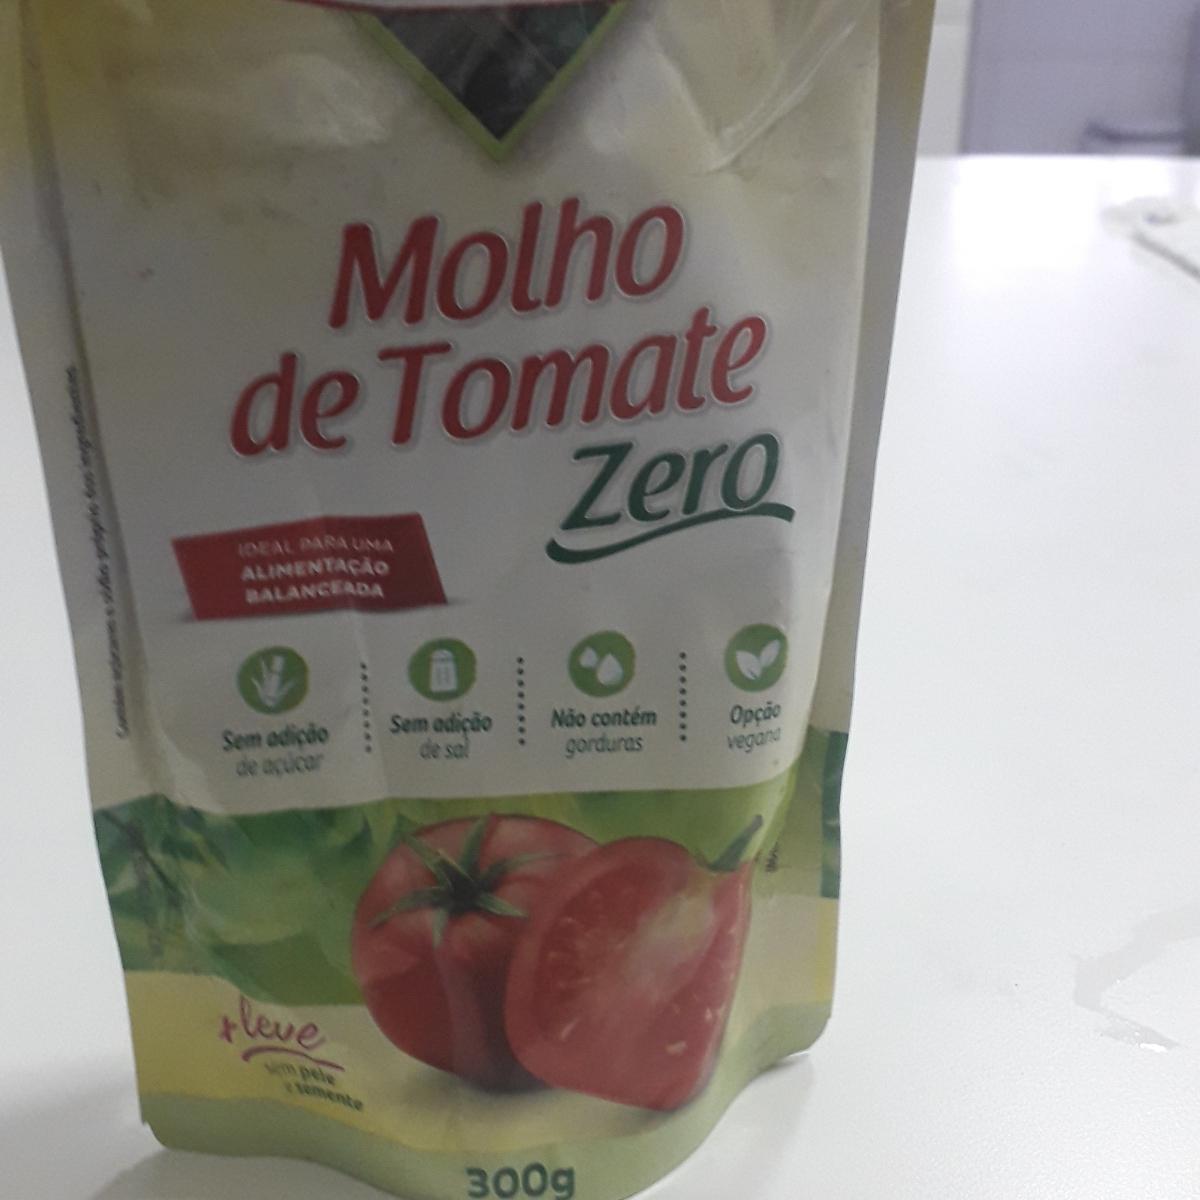 Molho
de Tomate
Zero
IDEAL PARA UMA
ALIMENTAÇÃO
BALANCEADA
Sem adição
de açúcar
Sem adição
de sal
Não contém
gorduras
Opção
vegana
+leve
sem pele
e semente
300g